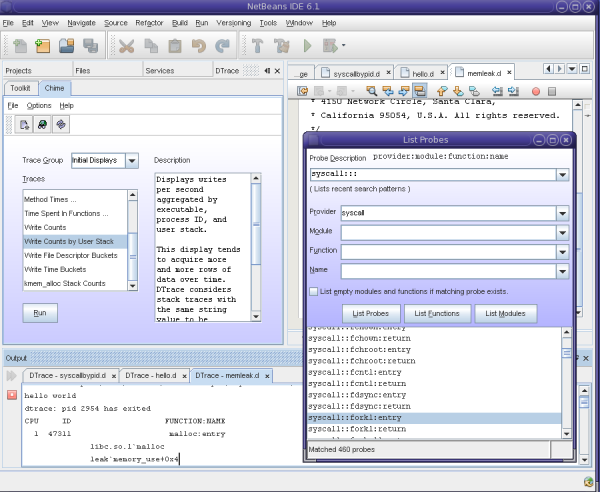 NetBeans IDE 6.1
File Edit View Navigate Source Refactor Build Run Versioning Tools Window Help
Projects Files Services DTrace
...ge syscallbypid.d hello.d memleak.d
Toolkit Chime
File Options Help
Trace Group Initial Displays
Traces
Method Times ...
Time Spent In Functions ...
Write Counts
Write Counts by User Stack
Write File Descriptor Buckets
Write Time Buckets
kmem_alloc Stack Counts
Run
Description
Displays writes
per second
aggregated by
executable,
process ID, and
user stack.
This display tends
to acquire more
and more rows of
data over time.
DTrace considers
stack traces with
the same string
value to be
* 4150 Network Circle, Santa Clara,
* California 95054, U.S.A. All rights reserved.
*/
List Probes
Probe Description provider:module:function:name
syscall:::
( Lists recent search patterns )
Provider syscall
Module
Function
Name
List empty modules and functions if matching probe exists.
List Probes List Functions List Modules
syscall::fchown:entry
syscall::fchown:return
syscall::fchroot:entry
syscall::fchroot:return
syscall::fcntl:entry
syscall::fcntl:return
syscall::fdsync:entry
syscall::fdsync:return
syscall::fork1:entry
syscall::fork1:return
Matched 460 probes
Output
DTrace - syscallbypid.d DTrace - hello.d DTrace - memleak.d
hello world
dtrace: pid 2954 has exited
CPU ID FUNCTION:NAME
1 47311 malloc:entry
libc.so.1`malloc
leak`memory_use+0x4